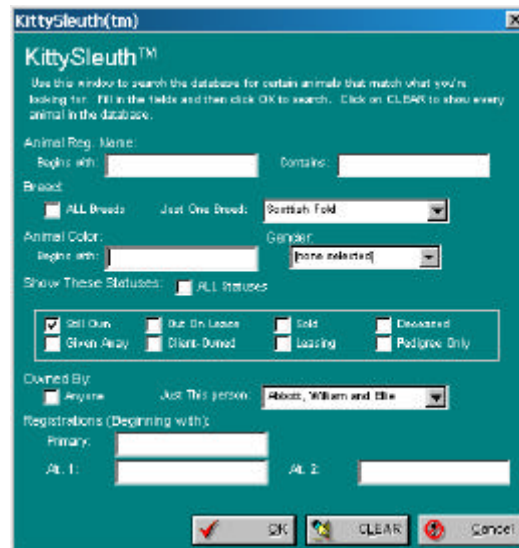 KittySleuth(tm)
KittySleuth™
Use this window to search the database for certain animals that match what you're
looking for. Fill in the fields and then click OK to search. Click on CLEAR to show every
animal in the database.
Animal Reg. Name:
Begins with: Contains:
Breed:
ALL Breeds Just One Breed: Scottish Fold
Animal Color: Gender:
Begins with: [none selected]
Show These Statuses: ALL Statuses
Still Own Out On Lease Sold Deceased
Given Away Client-Owned Leasing Pedigree Only
Owned By:
Anyone Just This person: Abbott, William and Ellie
Registrations (Beginning with):
Primary:
Alt. 1: Alt. 2:
OK CLEAR Cancel